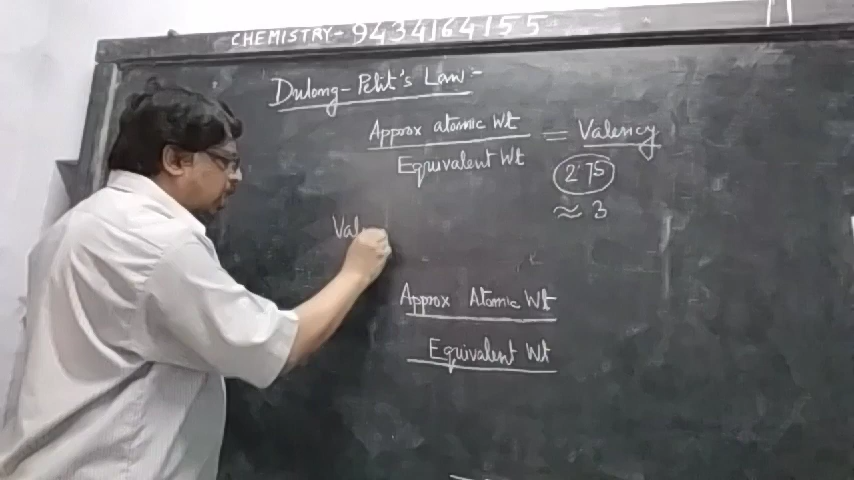 CHEMISTRY- 9434164155
Dulong-Petit's Law:-
Approx atomic Wt
Equivalent Wt
= Valency
2.75
≈ 3
Val
Approx Atomic Wt
Equivalent Wt